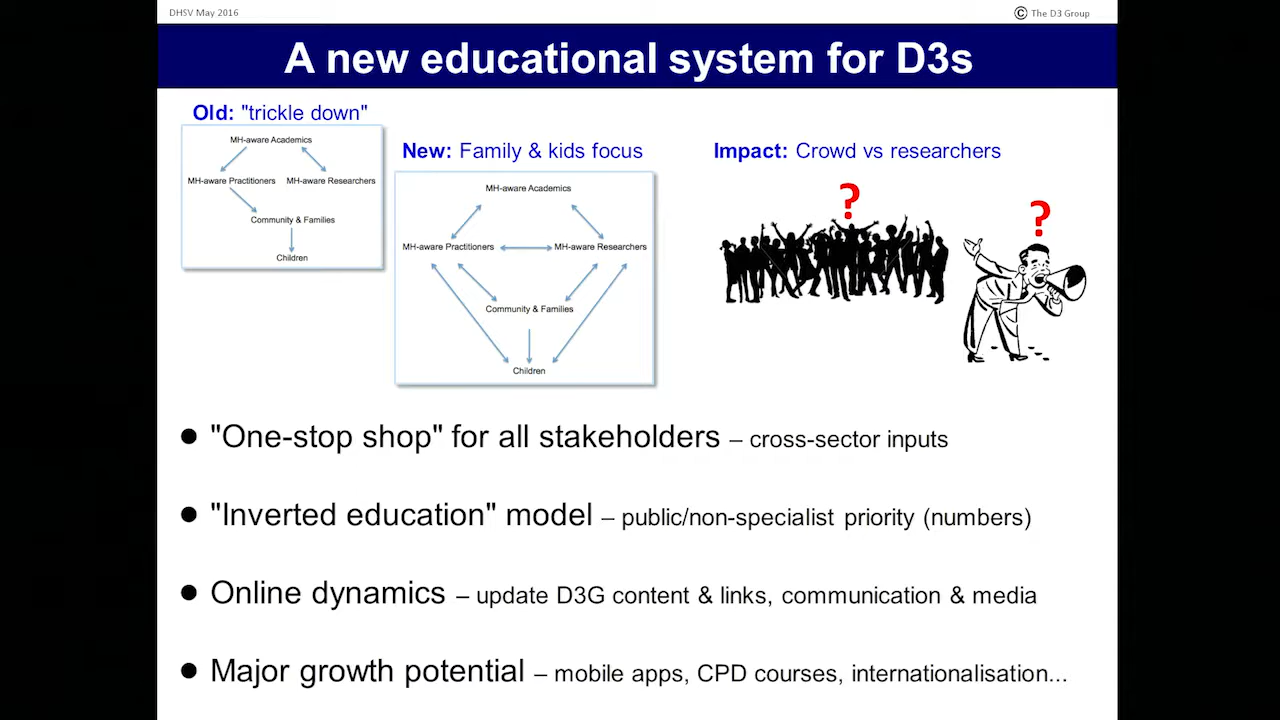 DHSV May 2016
© The D3 Group
A new educational system for D3s
Old: "trickle down"
MH-aware Academics
MH-aware Practitioners
MH-aware Researchers
Community & Families
Children
New: Family & kids focus
MH-aware Academics
MH-aware Practitioners
MH-aware Researchers
Community & Families
Children
Impact: Crowd vs researchers
?
?
● "One-stop shop" for all stakeholders – cross-sector inputs
● "Inverted education" model – public/non-specialist priority (numbers)
● Online dynamics – update D3G content & links, communication & media
● Major growth potential – mobile apps, CPD courses, internationalisation...